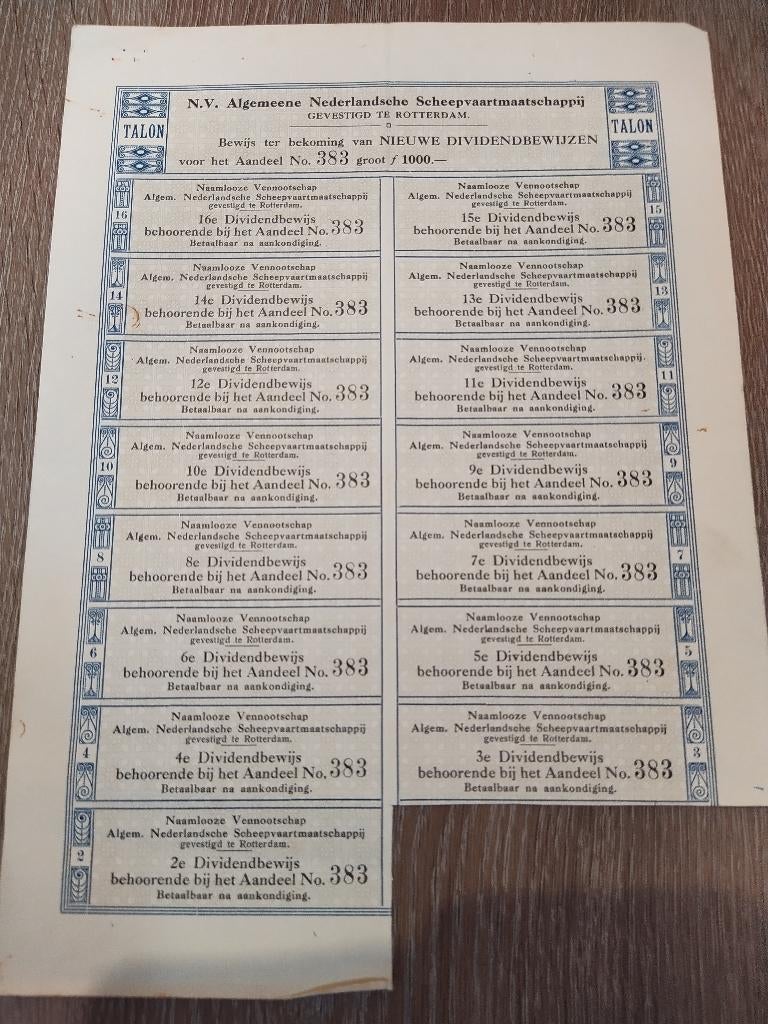 N.V. Algemeene Nederlandsche Scheepvaartmaatschappij
GEVESTIGD TE ROTTERDAM.
TALON
TALON
Bewijs ter bekoming van NIEUWE DIVIDENDBEWIJZEN
voor het Aandeel No. 383 groot ƒ 1000.—
16
Naamlooze Vennootschap
Algem. Nederlandsche Scheepvaartmaatschappij
gevestigd te Rotterdam.
16e Dividendbewijs
behoorende bij het Aandeel No. 383
Betaalbaar na aankondiging.
15
Naamlooze Vennootschap
Algem. Nederlandsche Scheepvaartmaatschappij
gevestigd te Rotterdam.
15e Dividendbewijs
behoorende bij het Aandeel No. 383
Betaalbaar na aankondiging.
14
Naamlooze Vennootschap
Algem. Nederlandsche Scheepvaartmaatschappij
gevestigd te Rotterdam.
14e Dividendbewijs
behoorende bij het Aandeel No. 383
Betaalbaar na aankondiging.
13
Naamlooze Vennootschap
Algem. Nederlandsche Scheepvaartmaatschappij
gevestigd te Rotterdam.
13e Dividendbewijs
behoorende bij het Aandeel No. 383
Betaalbaar na aankondiging.
12
Naamlooze Vennootschap
Algem. Nederlandsche Scheepvaartmaatschappij
gevestigd te Rotterdam.
12e Dividendbewijs
behoorende bij het Aandeel No. 383
Betaalbaar na aankondiging.
11
Naamlooze Vennootschap
Algem. Nederlandsche Scheepvaartmaatschappij.
gevestigd te Rotterdam.
11e Dividendbewijs
behoorende bij het Aandeel No. 383
Betaalbaar na aankondiging.
10
Naamlooze Vennootschap
Algem. Nederlandsche Scheepvaartmaatschappij
gevestigd te Rotterdam.
10e Dividendbewijs
behoorende bij het Aandeel No. 383
Betaalbaar na aankondiging.
9
Naamlooze Vennootschap
Algem. Nederlandsche Scheepvaartmaatschappij
gevestigd te Rotterdam.
9e Dividendbewijs
behoorende bij het Aandeel No. 383
Betaalbaar na aankondiging.
8
Naamlooze Vennootschap
Algem. Nederlandsche Scheepvaartmaatschappij
gevestigd te Rotterdam.
8e Dividendbewijs
behoorende bij het Aandeel No. 383
Betaalbaar na aankondiging.
7
Naamlooze Vennootschap
Algem. Nederlandsche Scheepvaartmaatschappij
gevestigd te Rotterdam.
7e Dividendbewijs
behoorende bij het Aandeel No. 383
Betaalbaar na aankondiging.
6
Naamlooze Vennootschap
Algem. Nederlandsche Scheepvaartmaatschappij
gevestigd te Rotterdam.
6e Dividendbewijs
behoorende bij het Aandeel No. 383
Betaalbaar na aankondiging.
5
Naamlooze Vennootschap
Algem. Nederlandsche Scheepvaartmaatschappij
gevestigd te Rotterdam.
5e Dividendbewijs
behoorende bij het Aandeel No. 383
Betaalbaar na aankondiging.
4
Naamlooze Vennootschap
Algem. Nederlandsche Scheepvaartmaatschappij
gevestigd te Rotterdam.
4e Dividendbewijs
behoorende bij het Aandeel No. 383
Betaalbaar na aankondiging.
3
Naamlooze Vennootschap
Algem. Nederlandsche Scheepvaartmaatschappij
gevestigd te Rotterdam.
3e Dividendbewijs
behoorende bij het Aandeel No. 383
Betaalbaar na aankondiging.
2
Naamlooze Vennootschap
Algem. Nederlandsche Scheepvaartmaatschappij
gevestigd te Rotterdam.
2e Dividendbewijs
behoorende bij het Aandeel No. 383
Betaalbaar na aankondiging.